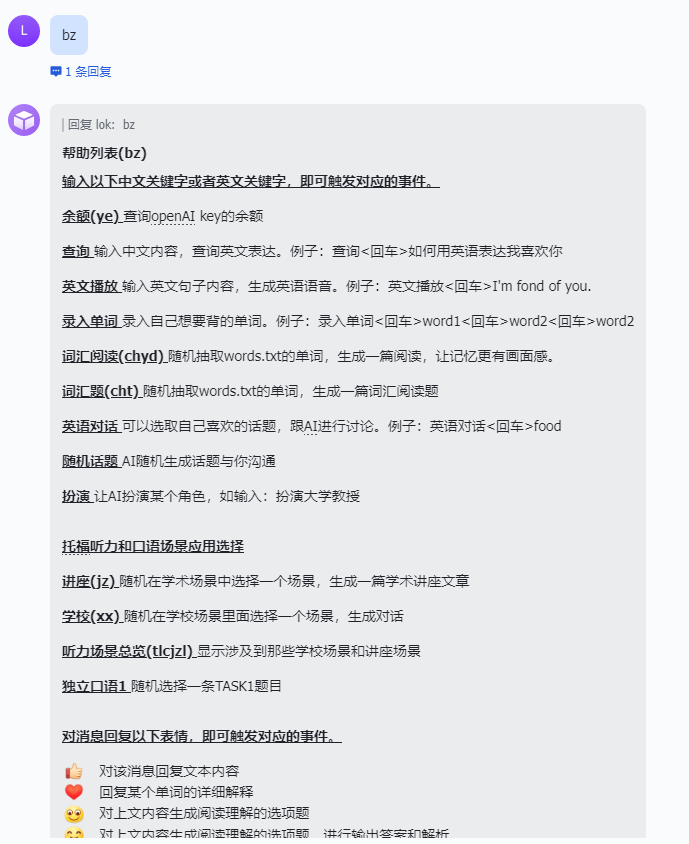 L
bz
1 条回复
回复 lok: bz
帮助列表(bz)
输入以下中文关键字或者英文关键字，即可触发对应的事件。
余额(ye) 查询openAI key的余额
查询 输入中文内容，查询英文表达。例子：查询<回车>如何用英语表达我喜欢你
英文播放 输入英文句子内容，生成英语语音。例子：英文播放<回车>I'm fond of you.
录入单词 录入自己想要背的单词。例子：录入单词<回车>word1<回车>word2<回车>word2
词汇阅读(chyd) 随机抽取words.txt的单词，生成一篇阅读，让记忆更有画面感。
词汇题(cht) 随机抽取words.txt的单词，生成一篇词汇阅读题
英语对话 可以选取自己喜欢的话题，跟AI进行讨论。例子：英语对话<回车>food
随机话题 AI随机生成话题与你沟通
扮演 让AI扮演某个角色，如输入：扮演大学教授
托福听力和口语场景应用选择
讲座(jz) 随机在学术场景中选择一个场景，生成一篇学术讲座文章
学校(xx) 随机在学校场景里面选择一个场景，生成对话
听力场景总览(tlcjzl) 显示涉及到那些学校场景和讲座场景
独立口语1 随机选择一条TASK1题目
对消息回复以下表情，即可触发对应的事件。
对该消息回复文本内容
回复某个单词的详细解释
对上文内容生成阅读理解的选项题
对上文内容生成阅读理解的选项题，进行输出答案和解析